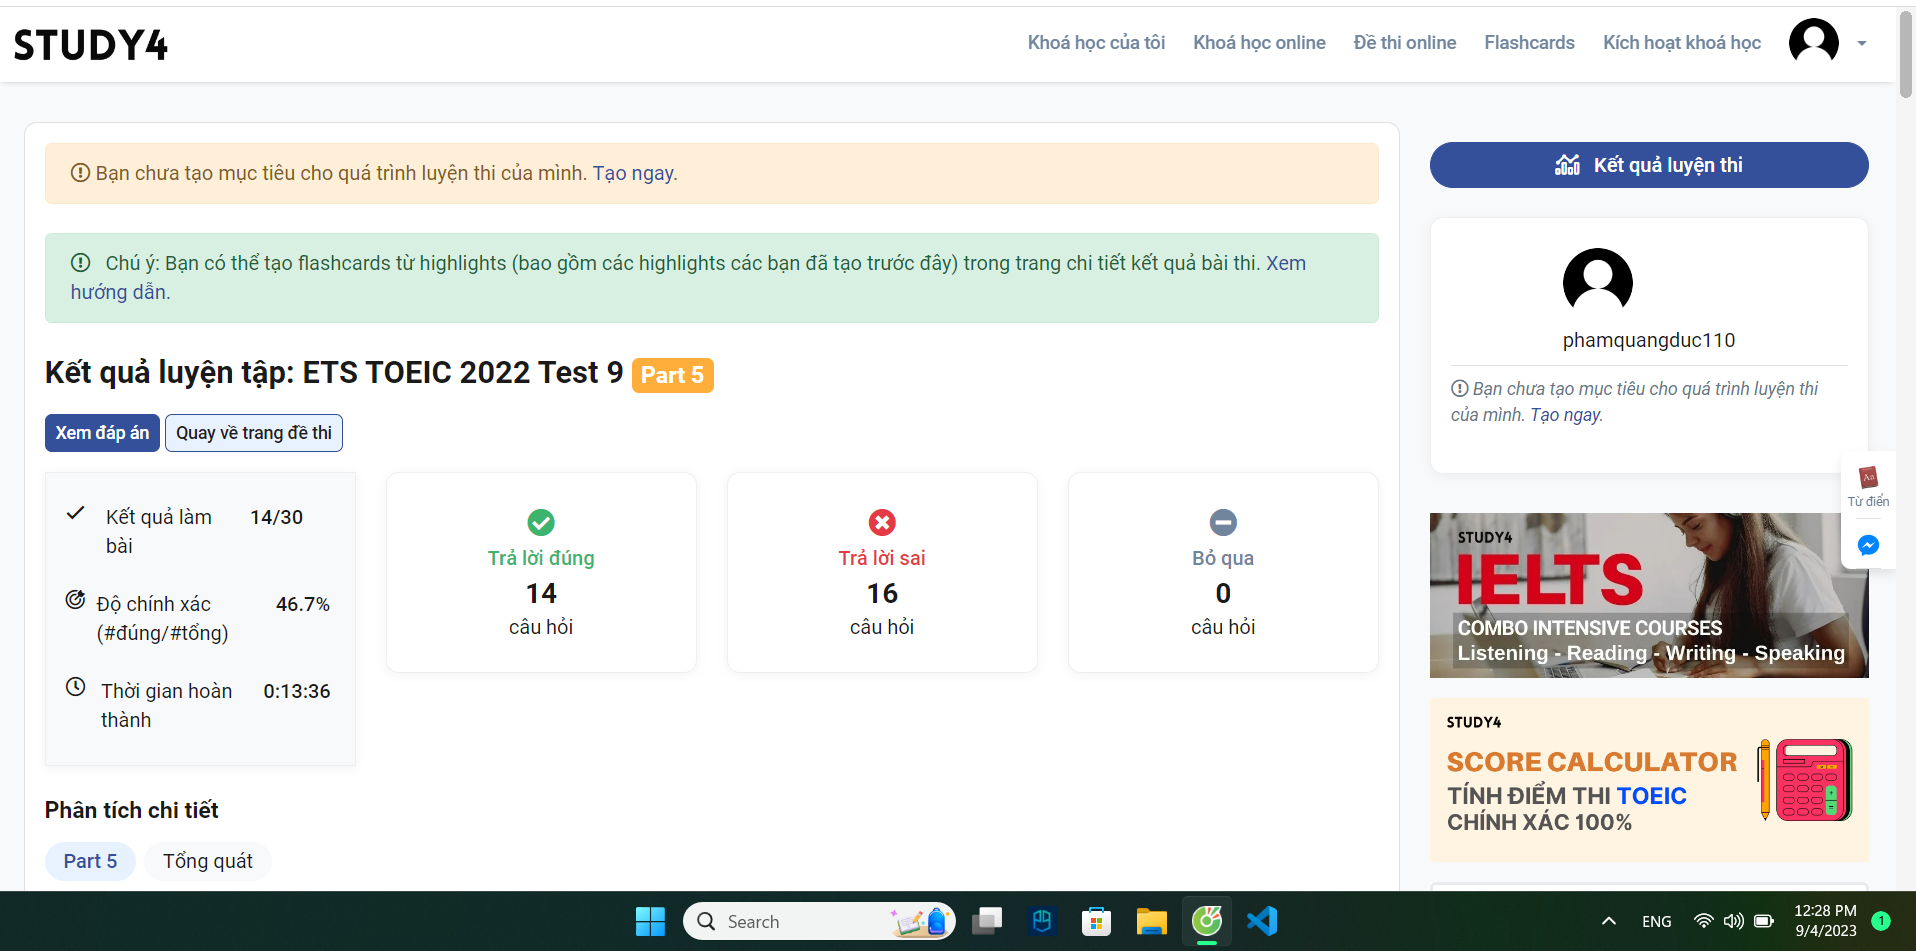 STUDY4
Khoá học của tôi
Khoá học online
Đề thi online
Flashcards
Kích hoạt khoá học
Bạn chưa tạo mục tiêu cho quá trình luyện thi của mình. Tạo ngay.
Chú ý: Bạn có thể tạo flashcards từ highlights (bao gồm các highlights các bạn đã tạo trước đây) trong trang chi tiết kết quả bài thi. Xem
hướng dẫn.
Kết quả luyện tập: ETS TOEIC 2022 Test 9 Part 5
Xem đáp án
Quay về trang đề thi
Kết quả làm 14/30
bài
Độ chính xác 46.7%
(#đúng/#tổng)
Thời gian hoàn 0:13:36
thành
Trả lời đúng
14
câu hỏi
Trả lời sai
16
câu hỏi
Bỏ qua
0
câu hỏi
Phân tích chi tiết
Part 5
Tổng quát
Kết quả luyện thi
phamquangduc110
Bạn chưa tạo mục tiêu cho quá trình luyện thi
của mình. Tạo ngay.
Aa
Từ điển
STUDY4
IELTS
COMBO INTENSIVE COURSES
Listening - Reading - Writing - Speaking
STUDY4
SCORE CALCULATOR
TÍNH ĐIỂM THI TOEIC
CHÍNH XÁC 100%
Search
ENG
12:28 PM
9/4/2023
1